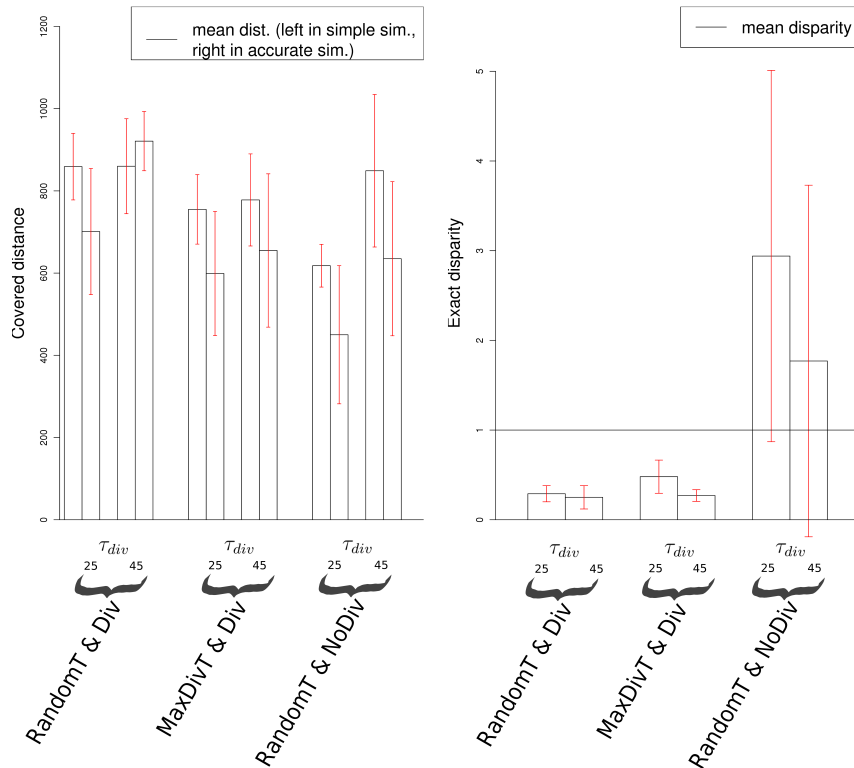 mean dist. (left in simple sim.,
right in accurate sim.)
Covered distance
0
200
400
600
800
1000
1200
τdiv
25 45
RandomT & Div
τdiv
25 45
MaxDivT & Div
τdiv
25 45
RandomT & NoDiv
mean disparity
Exact disparity
0
1
2
3
4
5
τdiv
25 45
RandomT & Div
τdiv
25 45
MaxDivT & Div
τdiv
25 45
RandomT & NoDiv